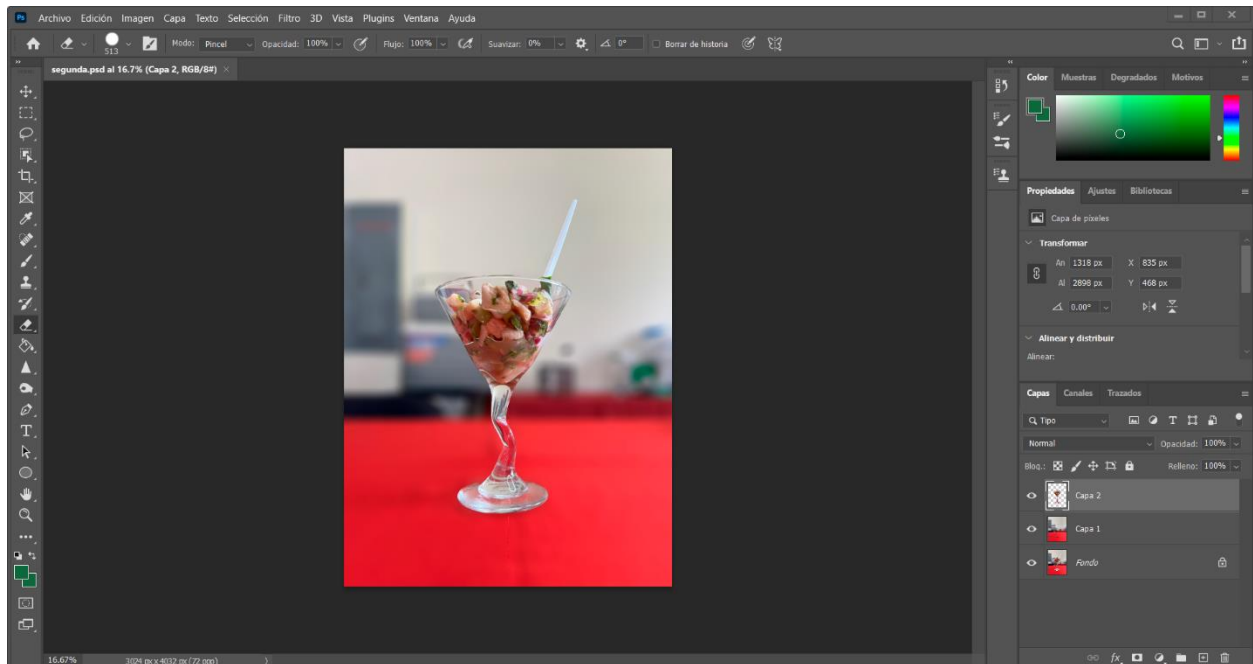 Ps Archivo Edición Imagen Capa Texto Selección Filtro 3D Vista Plugins Ventana Ayuda
513 Modo: Pincel Opacidad: 100% Flujo: 100% Suavizar: 0% 0° Borrar de historia
segunda.psd al 16.7% (Capa 2, RGB/8#) ×
Color Muestras Degradados Motivos
Propiedades Ajustes Bibliotecas
Capa de píxeles
Transformar
An 1318 px X 835 px
Al 2898 px Y 468 px
0.00°
Alinear y distribuir
Alinear:
Capas Canales Trazados
Tipo
Normal Opacidad: 100%
Bloq.: Relleno: 100%
Capa 2
Capa 1
Fondo
fx
16.67% 3024 px x 4032 px (72 ppp)